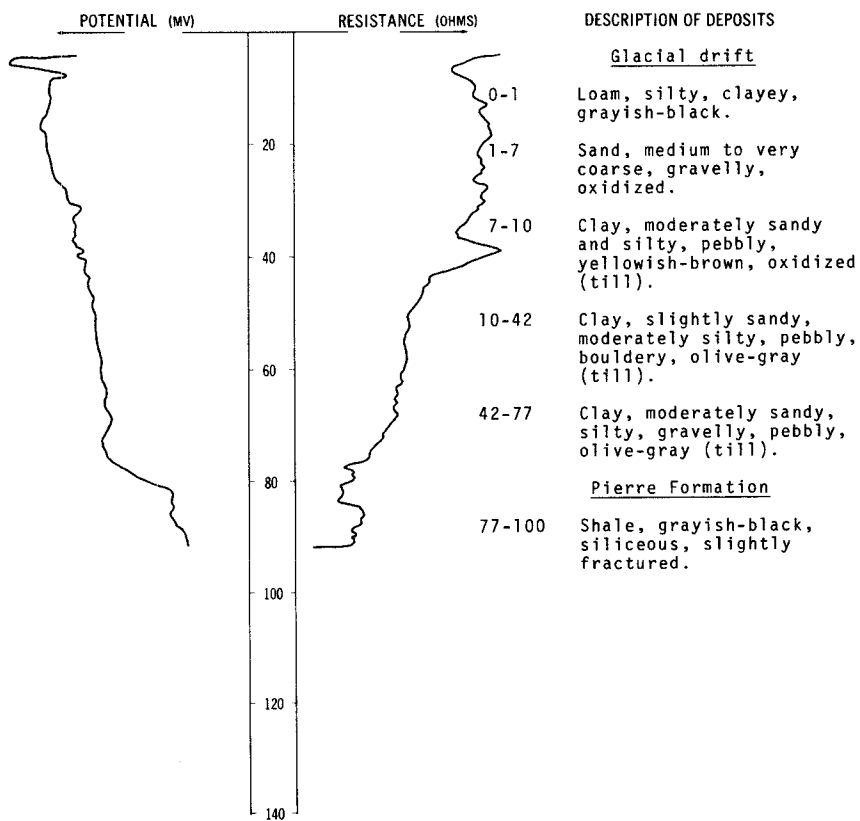 POTENTIAL (MV)
RESISTANCE (OHMS)
DESCRIPTION OF DEPOSITS
Glacial drift
0-1 Loam, silty, clayey,
grayish-black.
1-7 Sand, medium to very
coarse, gravelly,
oxidized.
7-10 Clay, moderately sandy
and silty, pebbly,
yellowish-brown, oxidized
(till).
10-42 Clay, slightly sandy,
moderately silty, pebbly,
bouldery, olive-gray
(till).
42-77 Clay, moderately sandy,
silty, gravelly, pebbly,
olive-gray (till).
Pierre Formation
77-100 Shale, grayish-black,
siliceous, slightly
fractured.
20
40
60
80
100
120
140